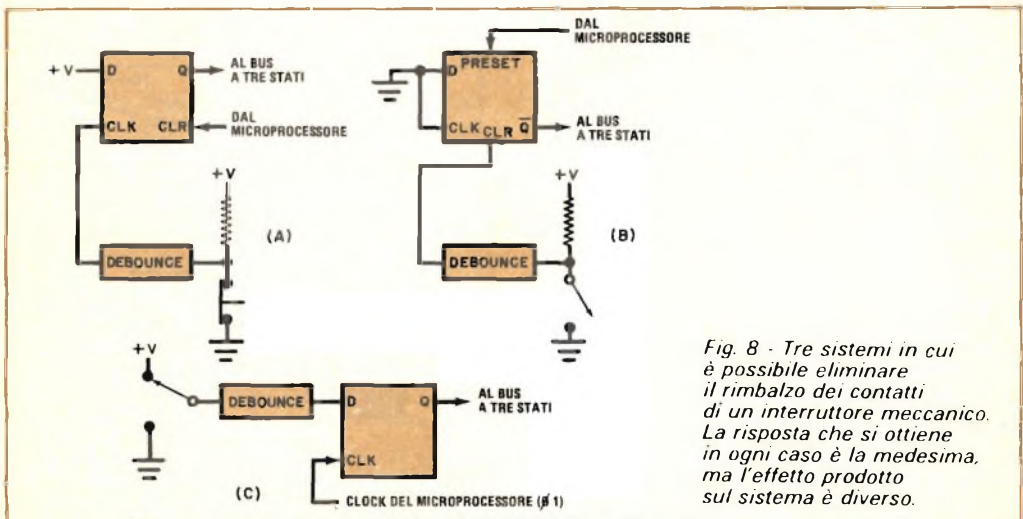 +V
D
Q
AL BUS
A TRE STATI
CLK
CLR
DAL
MICROPROCESSORE
+V
DEBOUNCE
(A)
DAL
MICROPROCESSORE
D
PRESET
CLK
CLR
Q̅
AL BUS
A TRE STATI
+V
DEBOUNCE
(B)
+V
DEBOUNCE
D
Q
AL BUS
A TRE STATI
CLK
(C)
CLOCK DEL MICROPROCESSORE (ø 1)
Fig. 8 - Tre sistemi in cui
è possibile eliminare
il rimbalzo dei contatti
di un interruttore meccanico.
La risposta che si ottiene
in ogni caso è la medesima,
ma l'effetto prodotto
sul sistema è diverso.